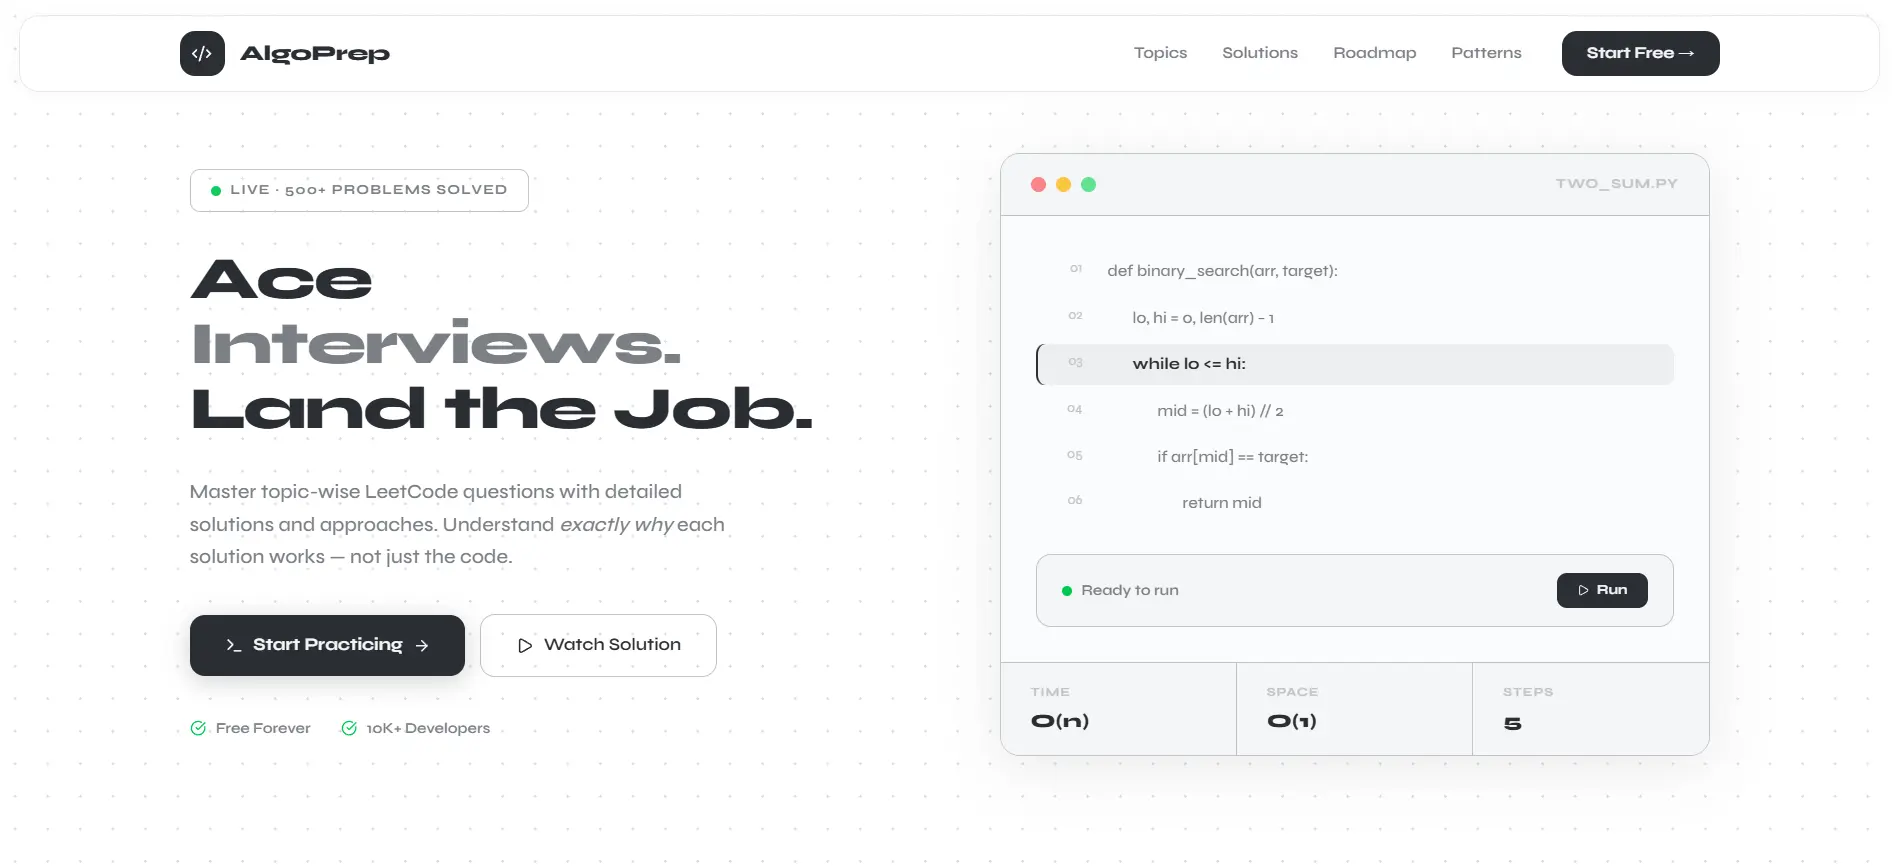 AlgoPrep
Topics Solutions Roadmap Patterns Start Free →
LIVE · 500+ PROBLEMS SOLVED
Ace
Interviews.
Land the Job.
Master topic-wise LeetCode questions with detailed
solutions and approaches. Understand exactly why each
solution works — not just the code.
Start Practicing →
Watch Solution
Free Forever
10K+ Developers
TWO_SUM.PY
01 def binary_search(arr, target):
02 lo, hi = 0, len(arr) - 1
03 while lo <= hi:
04 mid = (lo + hi) // 2
05 if arr[mid] == target:
06 return mid
Ready to run
Run
TIME
O(n)
SPACE
O(1)
STEPS
5